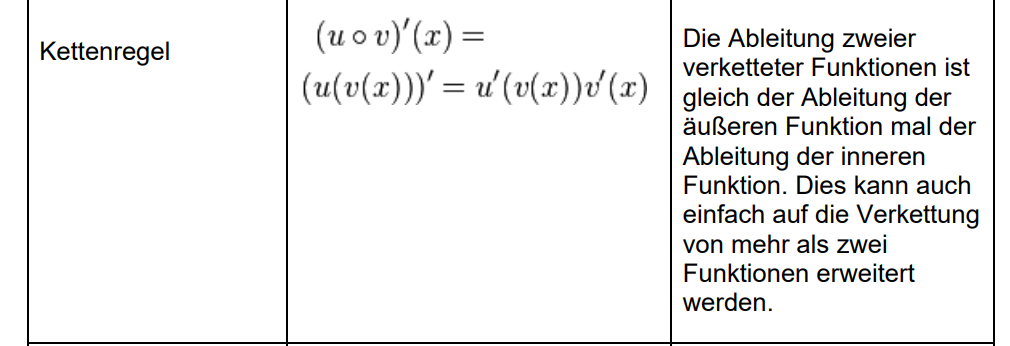 Kettenregel
(u ∘ v)′(x) =
(u(v(x)))′ = u′(v(x))v′(x)
Die Ableitung zweier
verketteter Funktionen ist
gleich der Ableitung der
äußeren Funktion mal der
Ableitung der inneren
Funktion. Dies kann auch
einfach auf die Verkettung
von mehr als zwei
Funktionen erweitert
werden.